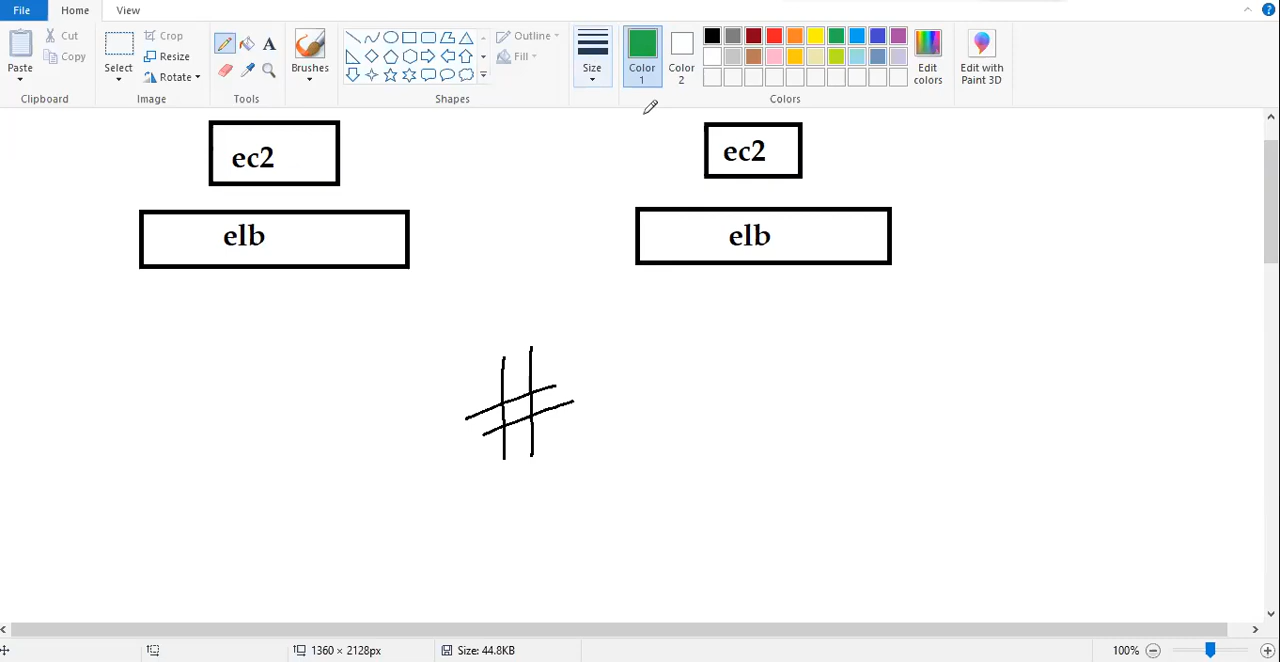 File Home View
Paste Cut Copy Clipboard
Select Crop Resize Rotate Image
A Tools
Brushes
Outline Fill Shapes
Size
Color 1 Color 2 Edit colors Colors
Edit with Paint 3D
ec2 ec2
elb elb
#
1360 × 2128px Size: 44.8KB 100%